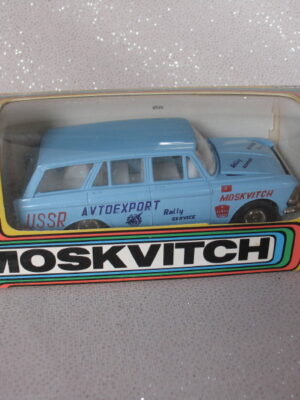 AVTOEXPORT
USSR
Rally
SERVICE
MOSKVITCH
MOSKVITCH